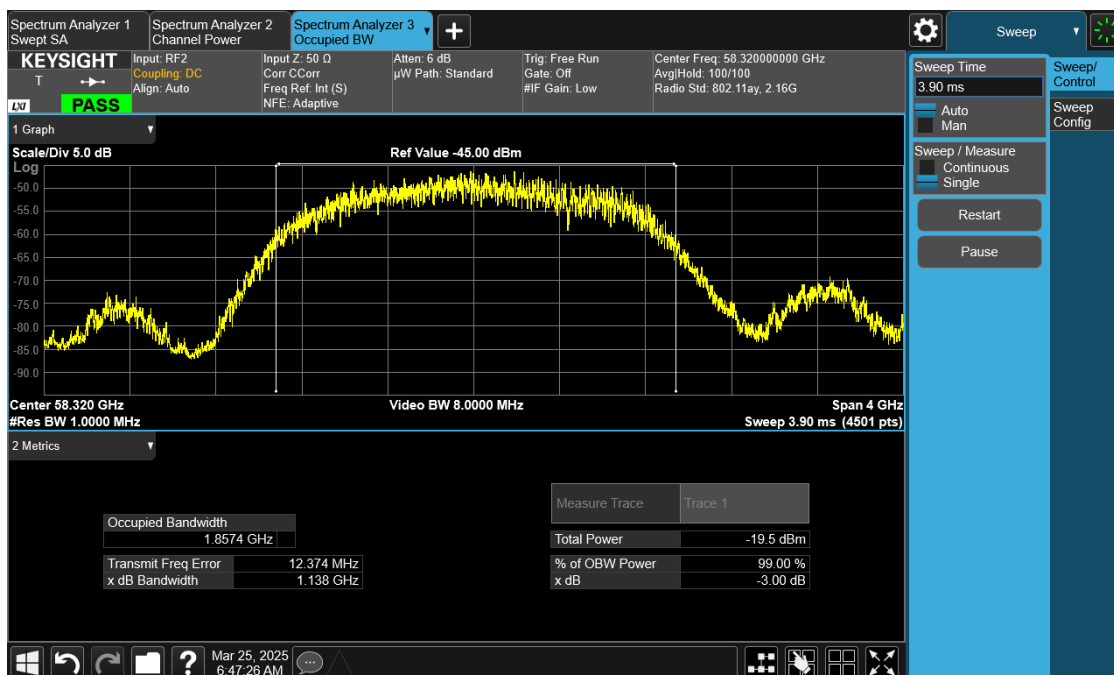 Spectrum Analyzer 1
Swept SA
Spectrum Analyzer 2
Channel Power
Spectrum Analyzer 3
Occupied BW
Sweep
KEYSIGHT
T
LXI
PASS
Input: RF2
Coupling: DC
Align: Auto
Input Z: 50 Ω
Corr CCorr
Freq Ref: Int (S)
NFE: Adaptive
Atten: 6 dB
µW Path: Standard
Trig: Free Run
Gate: Off
#IF Gain: Low
Center Freq: 58.320000000 GHz
Avg|Hold: 100/100
Radio Std: 802.11ay, 2.16G
Sweep Time
3.90 ms
Auto
Man
Sweep / Measure
Continuous
Single
Restart
Pause
Sweep/
Control
Sweep
Config
1 Graph
Scale/Div 5.0 dB
Ref Value -45.00 dBm
Log
-50.0
-55.0
-60.0
-65.0
-70.0
-75.0
-80.0
-85.0
-90.0
Center 58.320 GHz
Video BW 8.0000 MHz
Span 4 GHz
#Res BW 1.0000 MHz
Sweep 3.90 ms (4501 pts)
2 Metrics
Measure Trace
Trace 1
Occupied Bandwidth
1.8574 GHz
Total Power
-19.5 dBm
Transmit Freq Error
12.374 MHz
% of OBW Power
99.00 %
x dB Bandwidth
1.138 GHz
x dB
-3.00 dB
?
Mar 25, 2025
6:47:26 AM